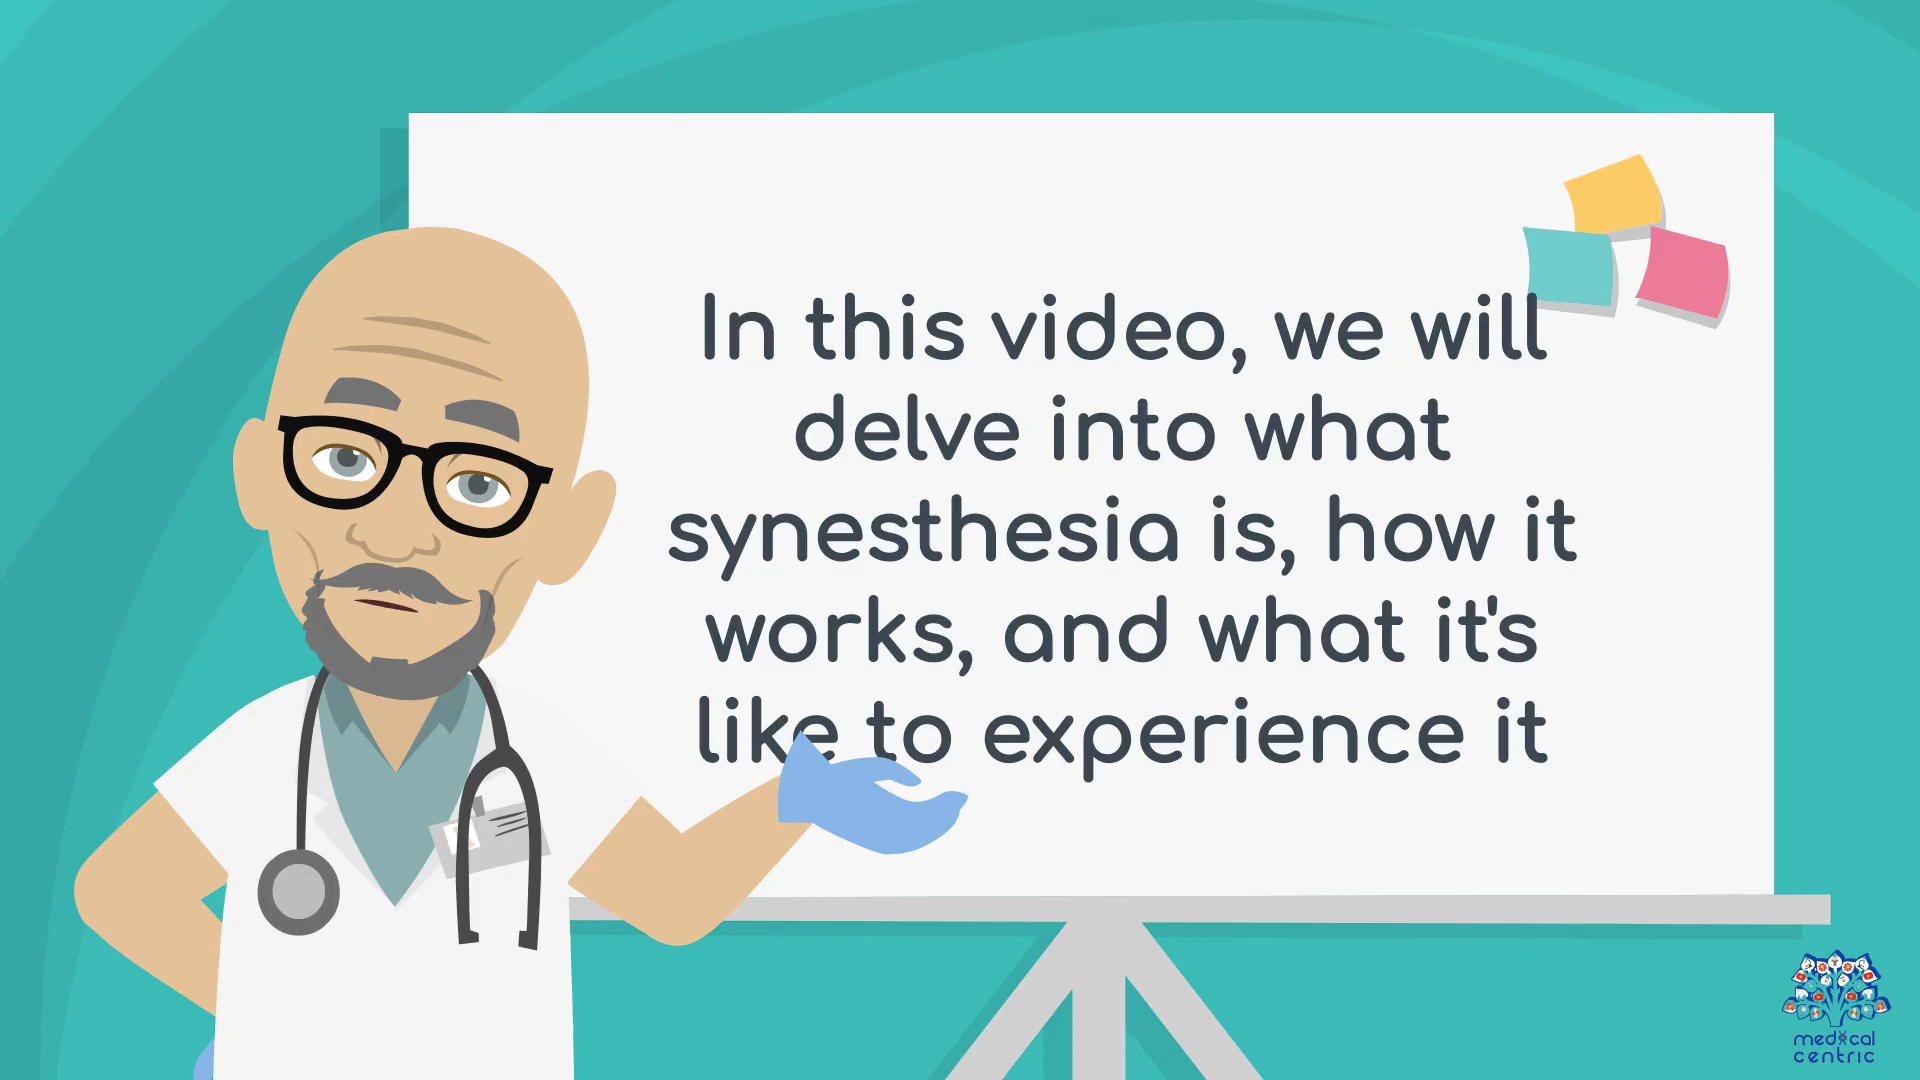 In this video, we will
delve into what
synesthesia is, how it
works, and what it's
like to experience it
medical
centric